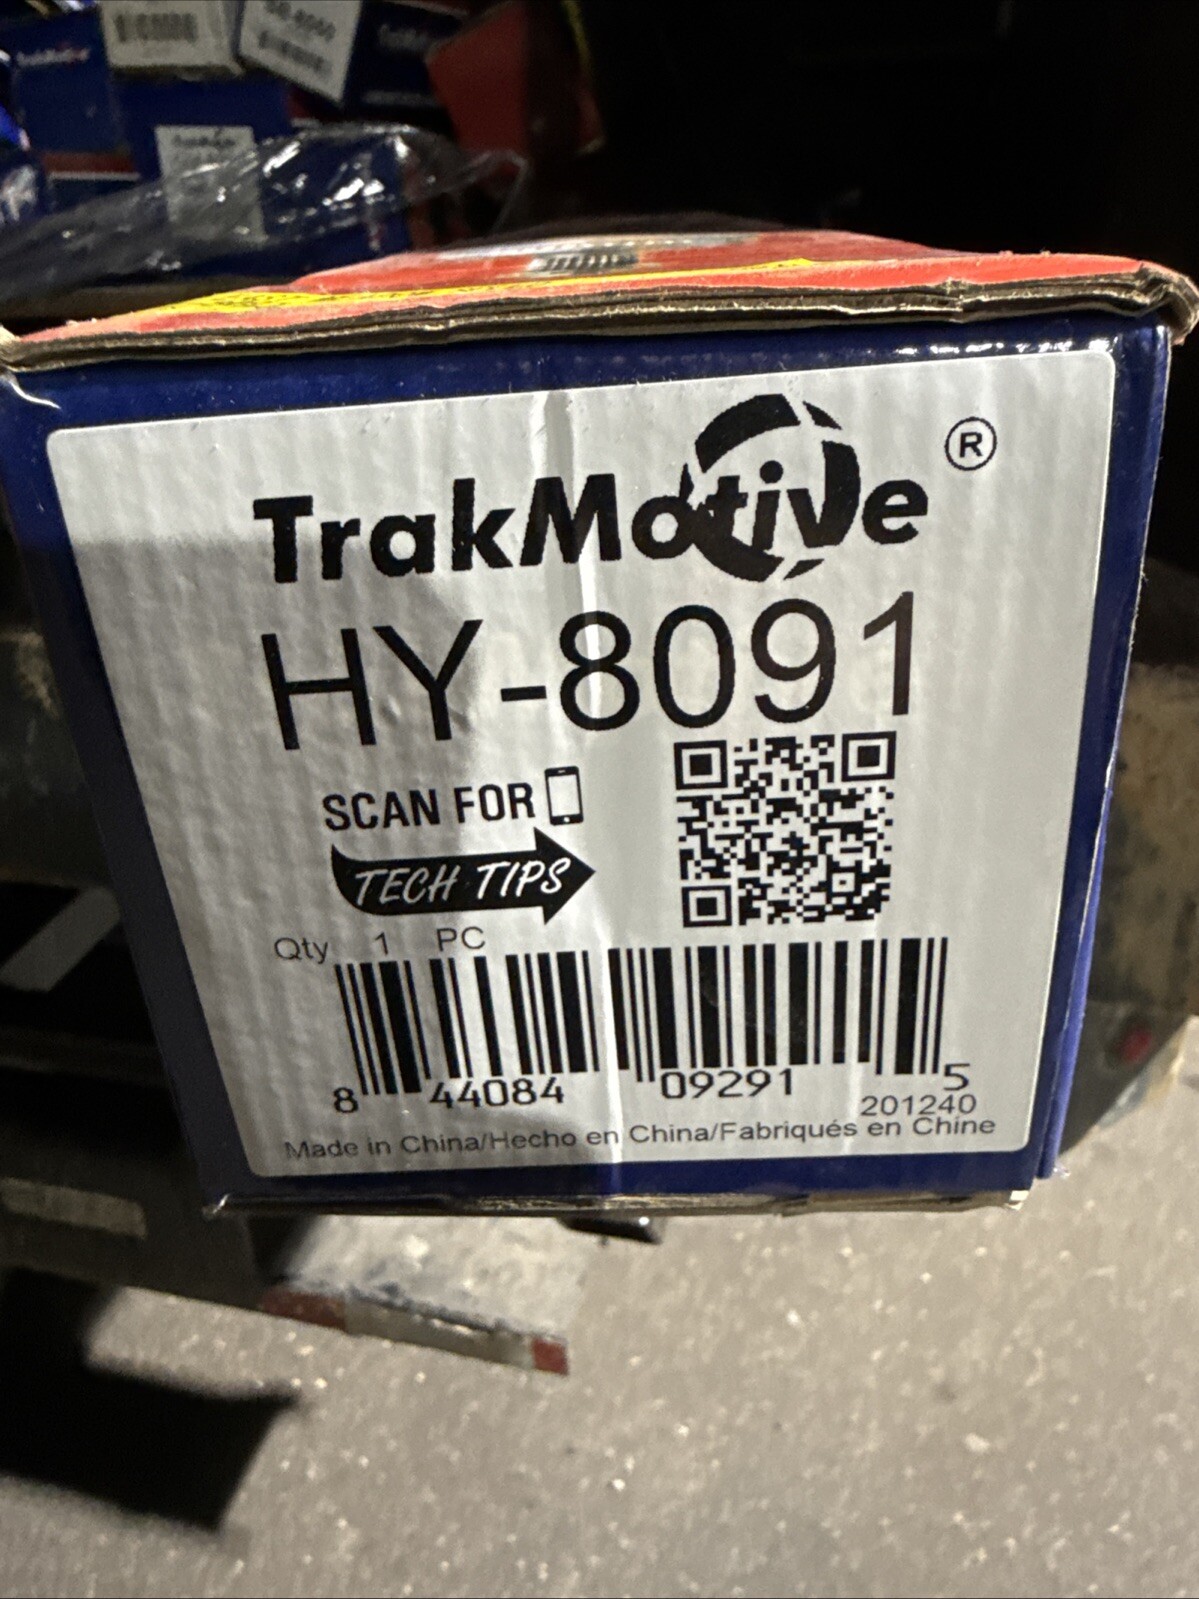 TrakMotive®
HY-8091
SCAN FOR
TECH TIPS
Qty 1 PC
8 44084 09291 5
201240
Made in China/Hecho en China/Fabriqués en Chine